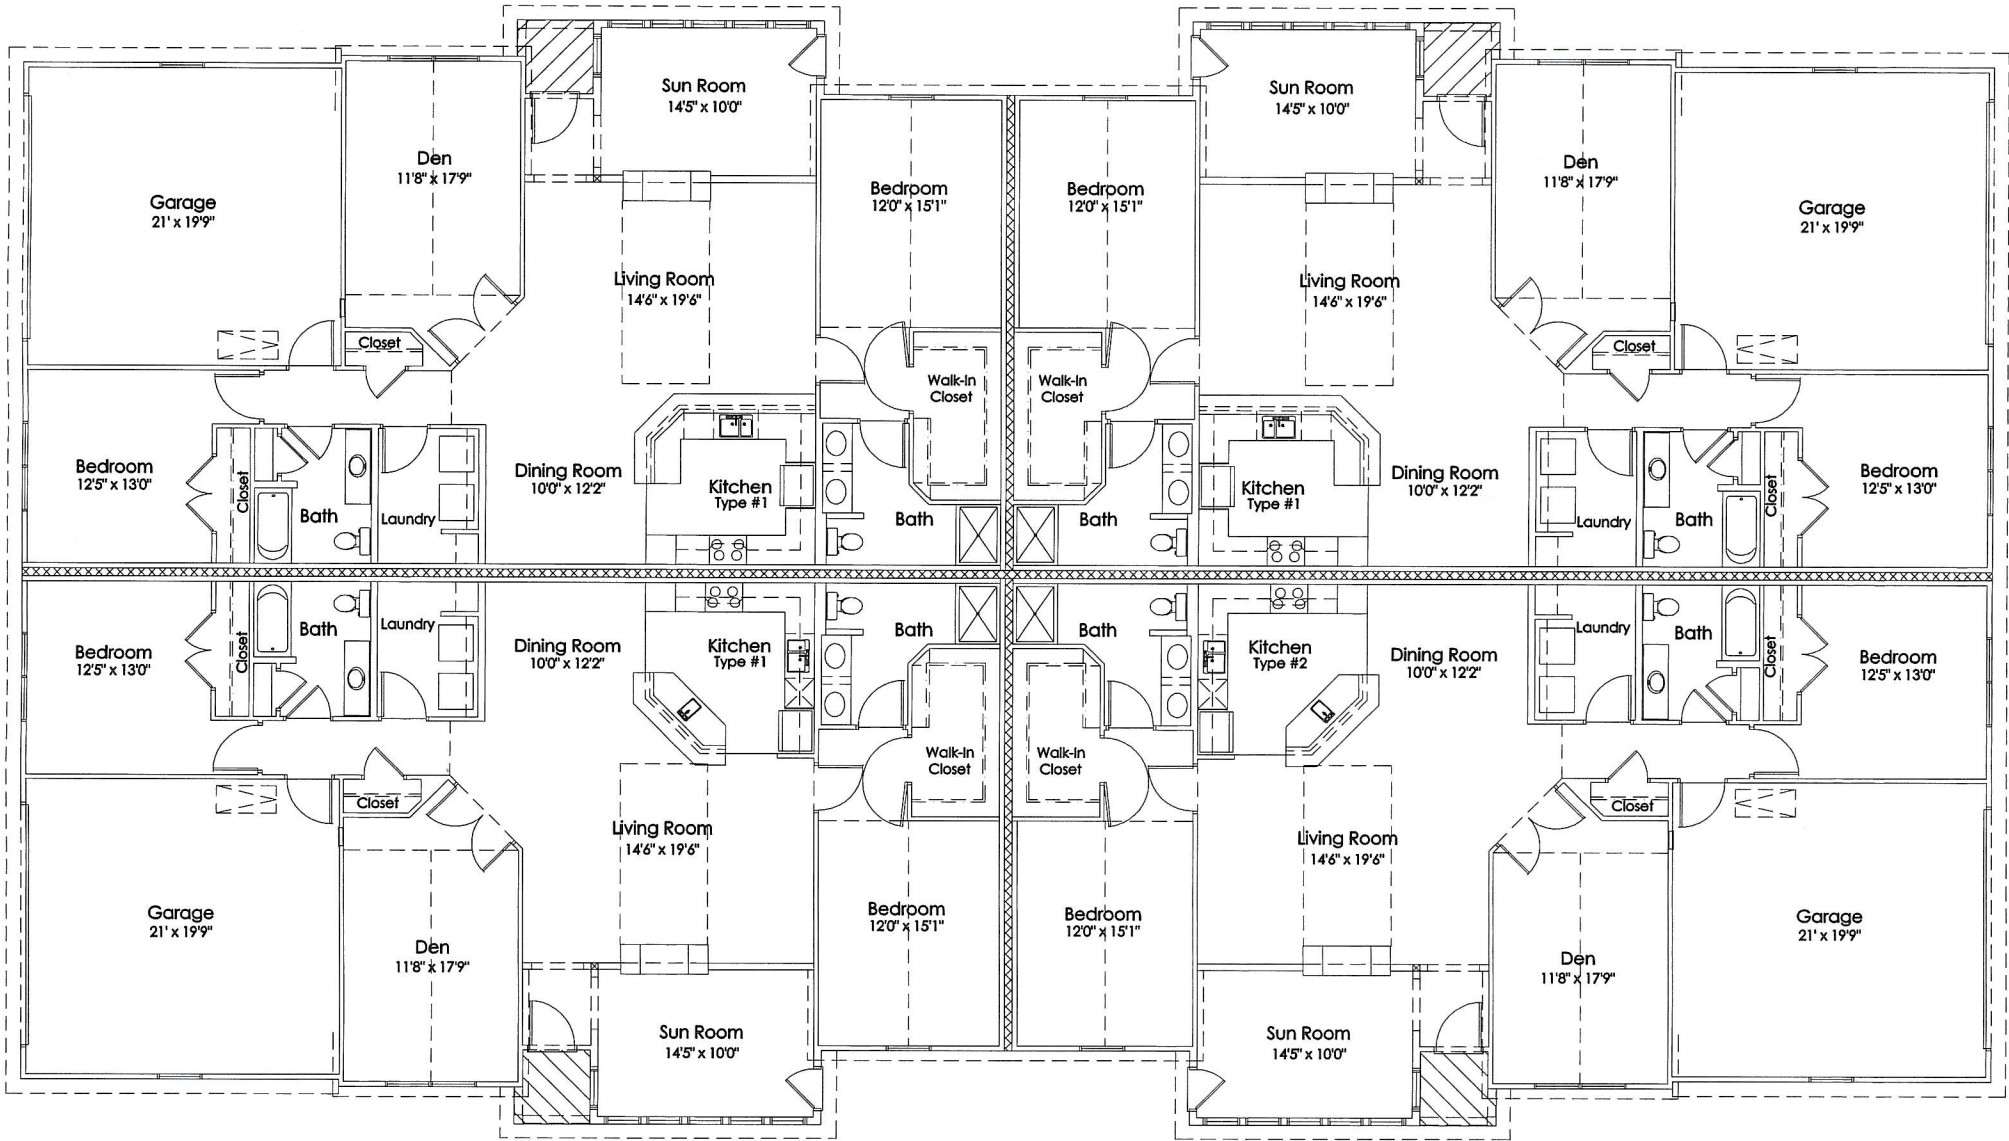 Sun Room
14'5" x 10'0"
Den
11'8" x 17'9"
Garage
21' x 19'9"
Bedroom
12'0" x 15'1"
Living Room
14'6" x 19'6"
Closet
Walk-In
Closet
Bedroom
12'5" x 13'0"
Closet
Bath
Laundry
Dining Room
10'0" x 12'2"
Kitchen
Type #1
Bath
Sun Room
14'5" x 10'0"
Den
11'8" x 17'9"
Garage
21' x 19'9"
Bedroom
12'0" x 15'1"
Living Room
14'6" x 19'6"
Closet
Walk-In
Closet
Kitchen
Type #1
Dining Room
10'0" x 12'2"
Bedroom
12'5" x 13'0"
Bath
Laundry
Bath
Closet
Bedroom
12'5" x 13'0"
Closet
Bath
Laundry
Dining Room
10'0" x 12'2"
Kitchen
Type #1
Bath
Walk-In
Closet
Closet
Living Room
14'6" x 19'6"
Garage
21' x 19'9"
Den
11'8" x 17'9"
Bedroom
12'0" x 15'1"
Sun Room
14'5" x 10'0"
Bath
Kitchen
Type #2
Dining Room
10'0" x 12'2"
Laundry
Bath
Closet
Bedroom
12'5" x 13'0"
Walk-In
Closet
Closet
Living Room
14'6" x 19'6"
Bedroom
12'0" x 15'1"
Garage
21' x 19'9"
Den
11'8" x 17'9"
Sun Room
14'5" x 10'0"